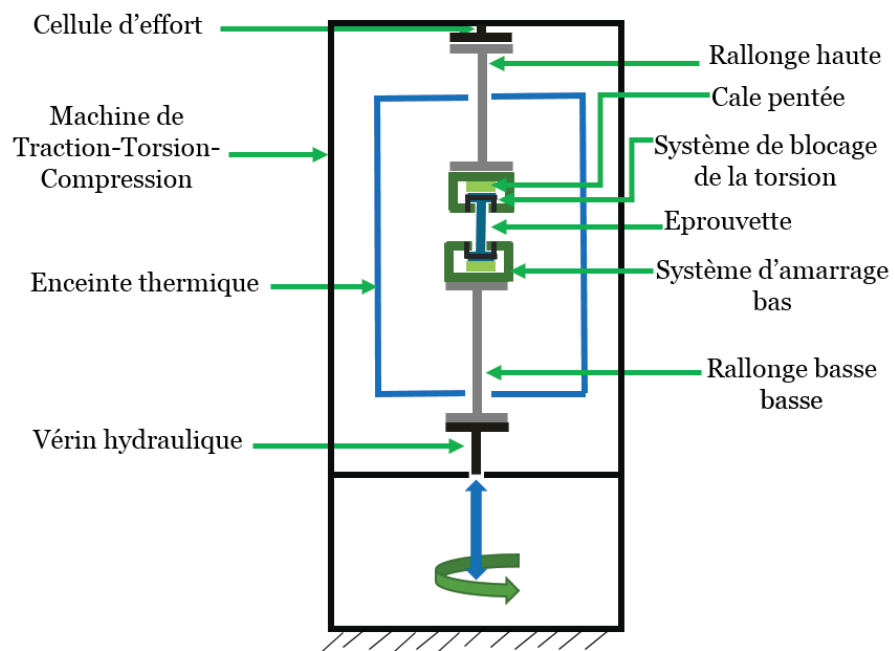 Cellule d'effort
Machine de
Traction-Torsion-
Compression
Enceinte thermique
Vérin hydraulique
Rallonge haute
Cale pentée
Système de blocage
de la torsion
Eprouvette
Système d'amarrage
bas
Rallonge basse
basse